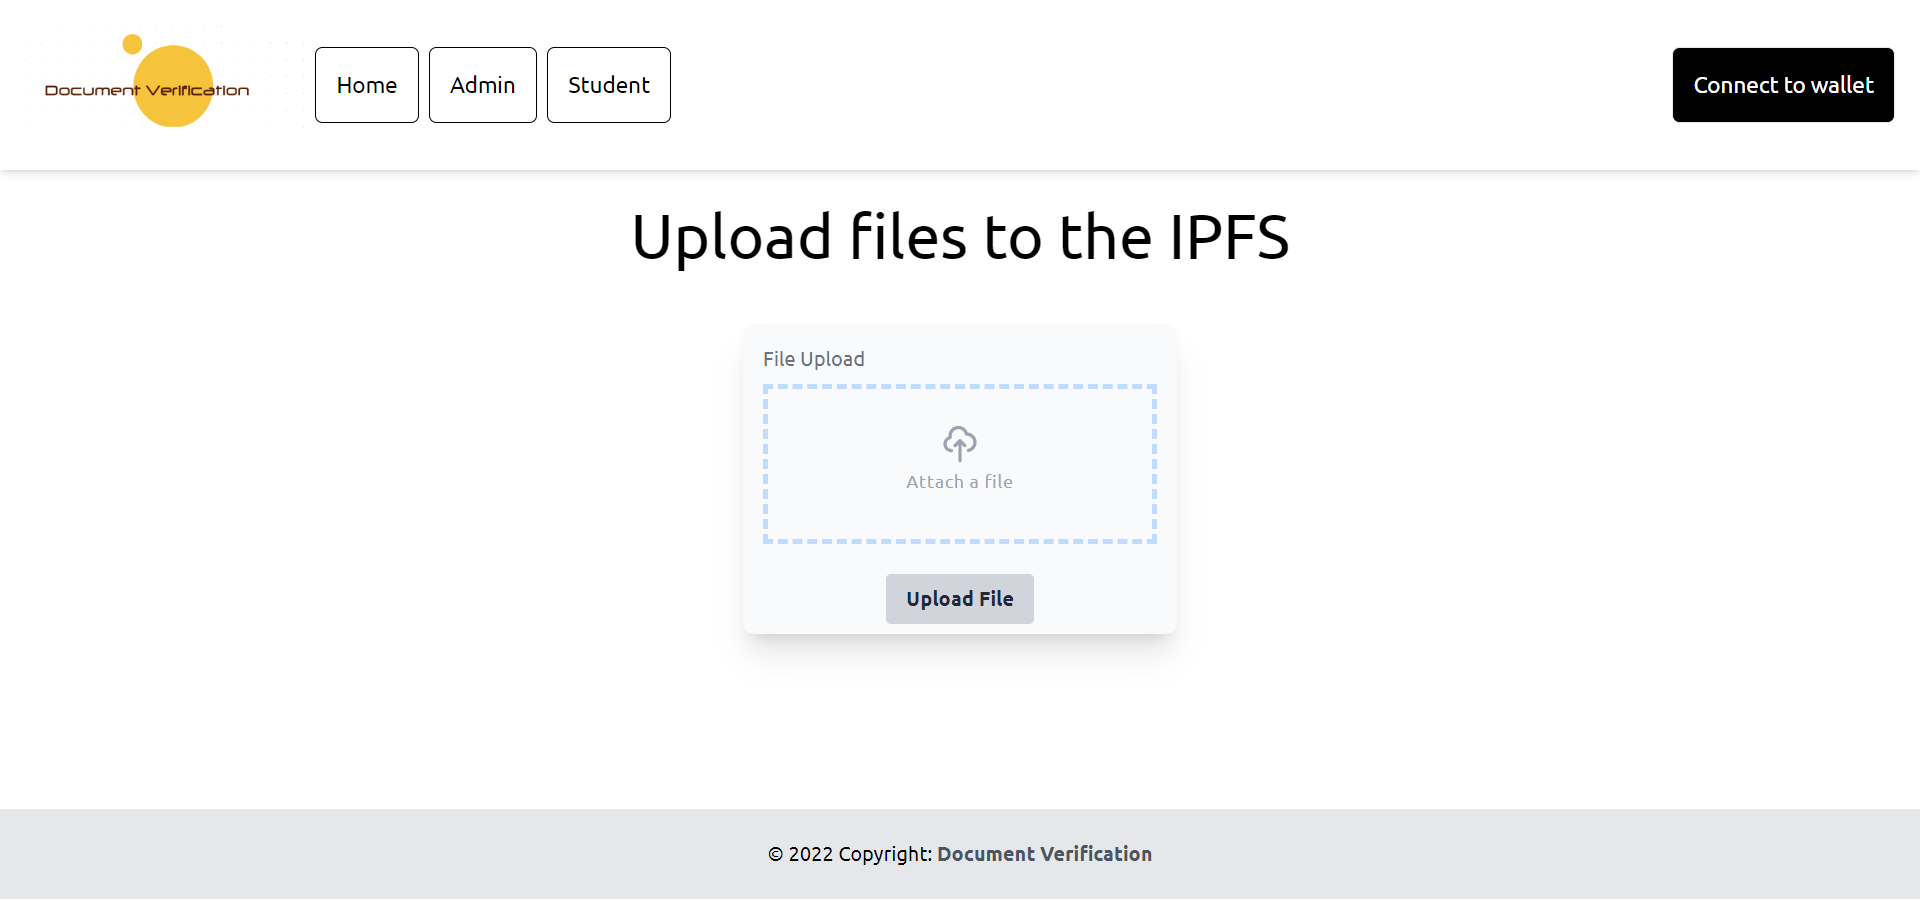 Document Verification
Home
Admin
Student
Connect to wallet
Upload files to the IPFS
File Upload
Attach a file
Upload File
© 2022 Copyright: Document Verification